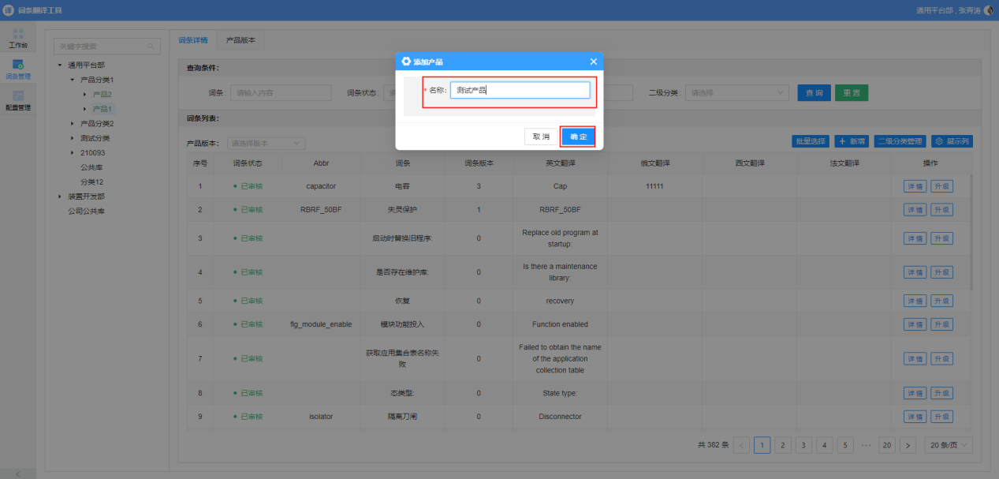 译 词条翻译工具
通用平台部 , 张青涛
工作台
词条管理
配置管理
关键字搜索
通用平台部
产品分类1
产品2
产品1
产品分类2
测试分类
210093
公共库
分类12
装置开发部
公司公共库
词条详情 产品版本
添加产品
* 名称: 测试产品
取 消 确 定
查询条件:
词条: 请输入内容 词条状态: 二级分类: 请选择 查 询 重 置
词条列表:
产品版本: 请选择版本 批量选择 + 新增 二级分类管理 展示列
序号 词条状态 Abbr 词条 词条版本 英文翻译 俄文翻译 西文翻译 法文翻译 操作
1 已审核 capacitor 电容 3 Cap 11111 详 情 升 级
2 已审核 RBRF_50BF 失灵保护 1 RBRF_50BF 详 情 升 级
3 已审核 启动时替换旧程序: 0 Replace old program at startup: 详 情 升 级
4 已审核 是否存在维护库: 0 Is there a maintenance library: 详 情 升 级
5 已审核 恢复 0 recovery 详 情 升 级
6 已审核 flg_module_enable 模块功能投入 0 Function enabled 详 情 升 级
7 已审核 获取应用集合表名称失败 0 Failed to obtain the name of the application collection table 详 情 升 级
8 已审核 态类型: 0 State type: 详 情 升 级
9 已审核 isolator 隔离刀闸 0 Disconnector 详 情 升 级
共 382 条 < 1 2 3 4 5 ••• 20 > 20 条/页